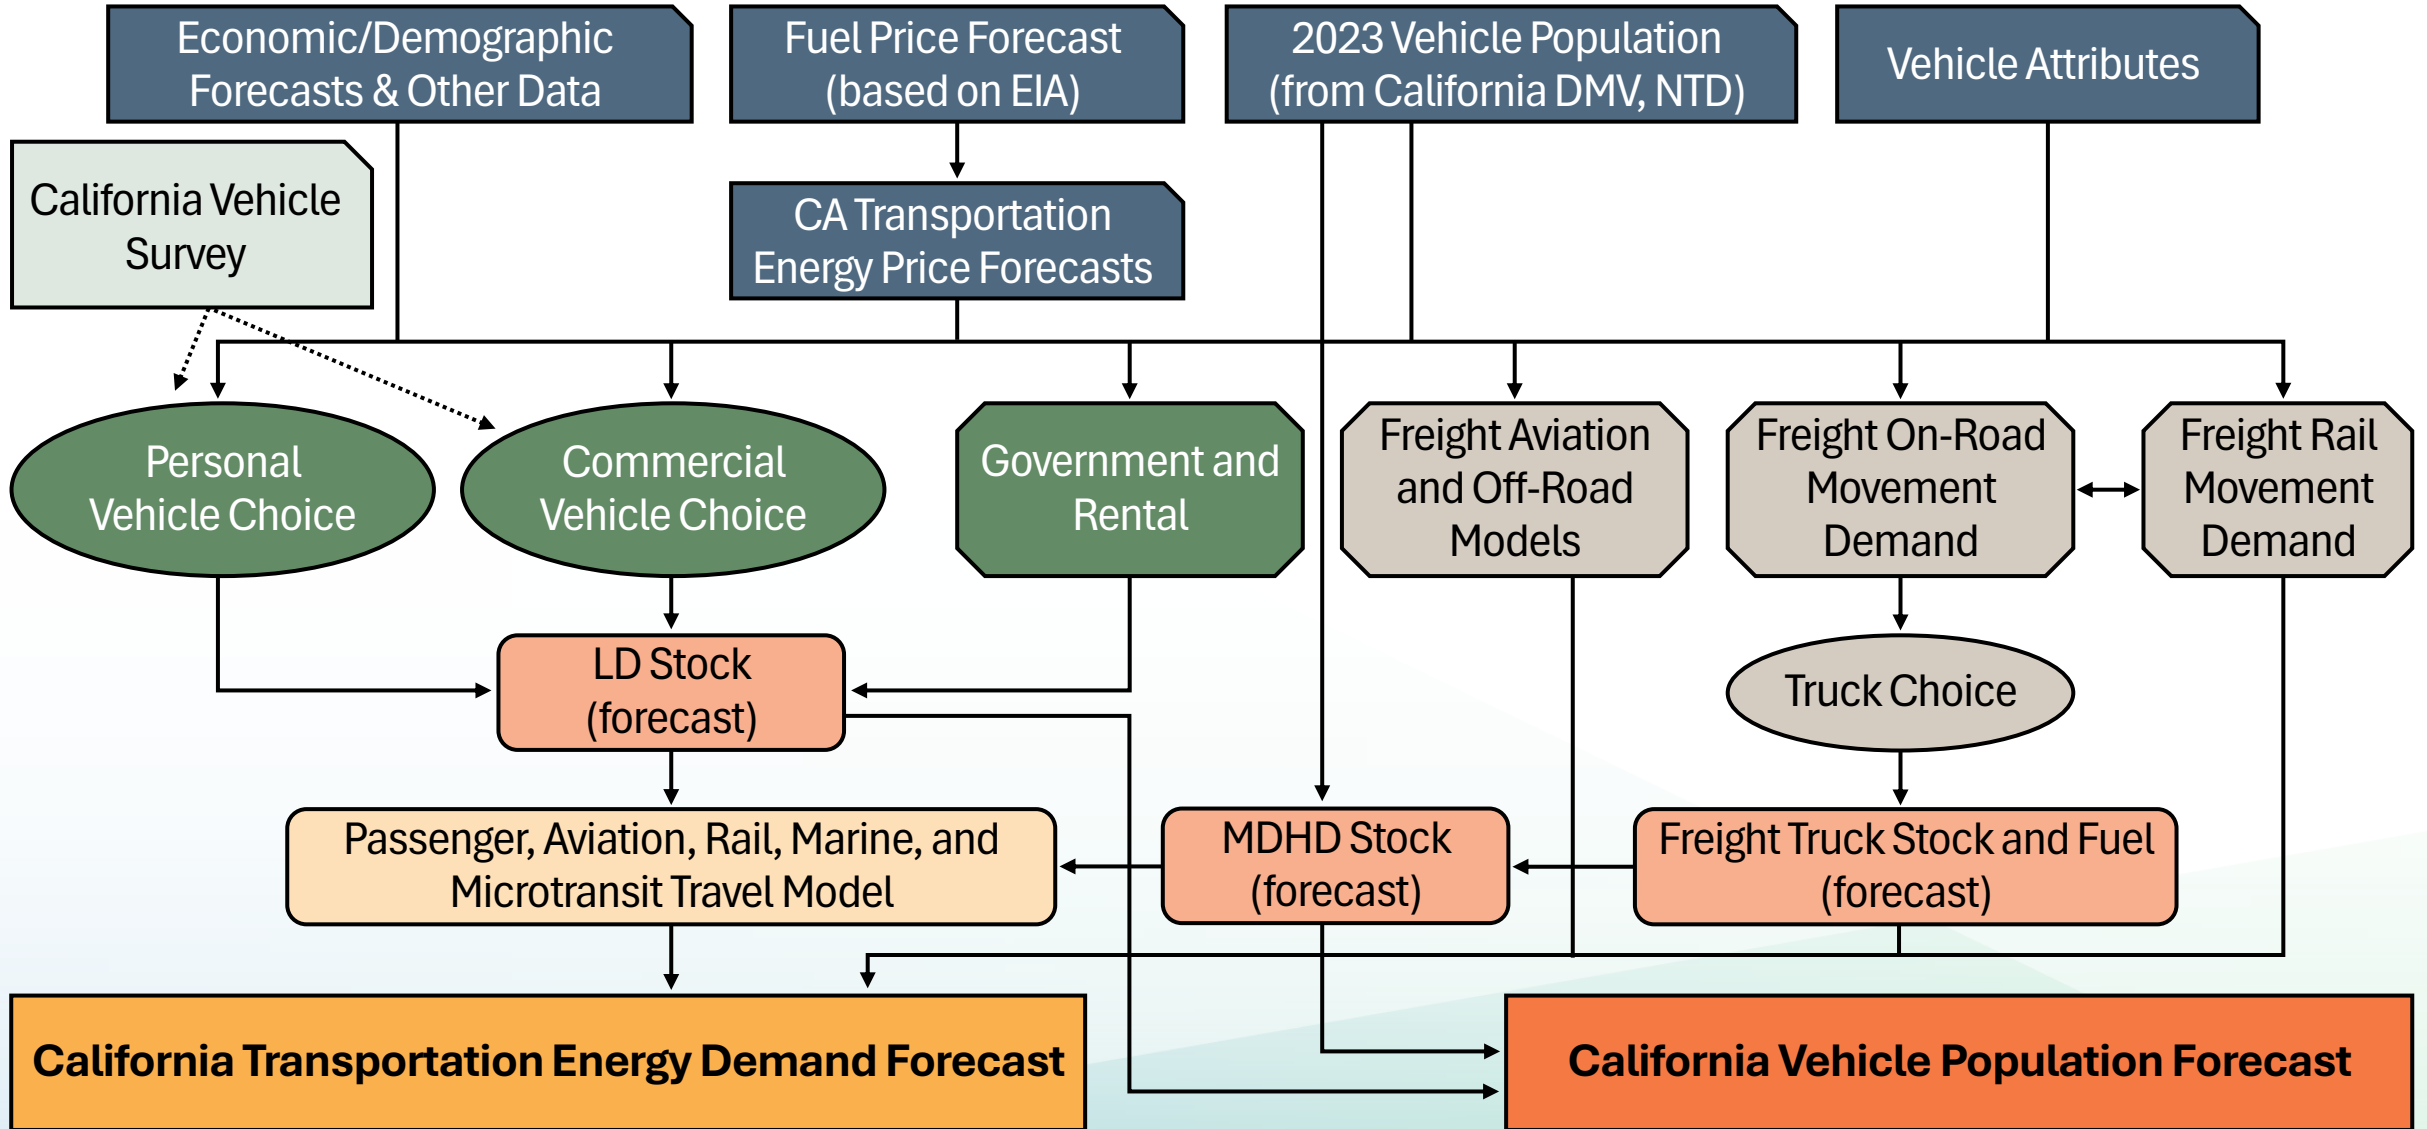 Economic/Demographic
Forecasts & Other Data
Fuel Price Forecast
(based on EIA)
2023 Vehicle Population
(from California DMV, NTD)
Vehicle Attributes
California Vehicle
Survey
CA Transportation
Energy Price Forecasts
Personal
Vehicle Choice
Commercial
Vehicle Choice
Government and
Rental
Freight Aviation
and Off-Road
Models
Freight On-Road
Movement
Demand
Freight Rail
Movement
Demand
LD Stock
(forecast)
Truck Choice
Passenger, Aviation, Rail, Marine, and
Microtransit Travel Model
MDHD Stock
(forecast)
Freight Truck Stock and Fuel
(forecast)
California Transportation Energy Demand Forecast
California Vehicle Population Forecast